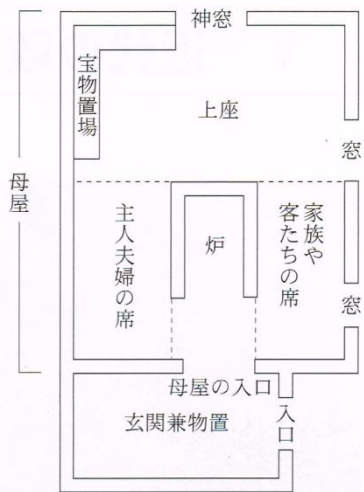 神窓
宝物置場
上座
窓
母屋
主人夫婦の席
炉
家族や
客たちの席
窓
母屋の入口
玄関兼物置
入口